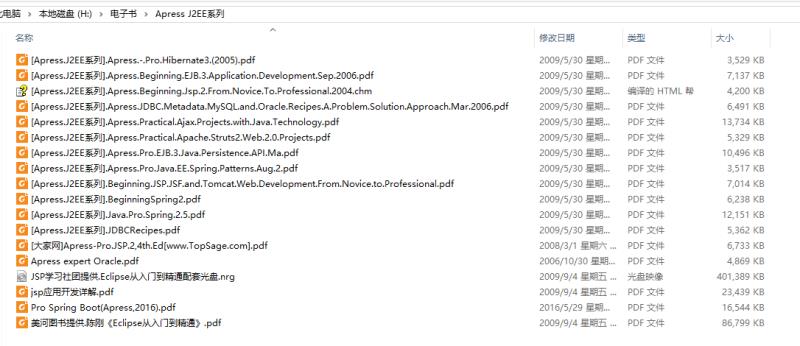 此电脑 › 本地磁盘 (H:) › 电子书 › Apress J2EE系列
名称 修改日期 类型 大小
[Apress.J2EE系列].Apress.-.Pro.Hibernate3.(2005).pdf 2009/5/30 星期... PDF 文件 3,529 KB
[Apress.J2EE系列].Apress.Beginning.EJB.3.Application.Development.Sep.2006.pdf 2009/5/30 星期... PDF 文件 7,137 KB
[Apress.J2EE系列].Apress.Beginning.Jsp.2.From.Novice.To.Professional.2004.chm 2009/5/30 星期... 编译的 HTML 帮 4,200 KB
[Apress.J2EE系列].Apress.JDBC.Metadata.MySQL.and.Oracle.Recipes.A.Problem.Solution.Approach.Mar.2006.pdf 2009/5/30 星期... PDF 文件 6,491 KB
[Apress.J2EE系列].Apress.Practical.Ajax.Projects.with.Java.Technology.pdf 2009/5/30 星期... PDF 文件 13,734 KB
[Apress.J2EE系列].Apress.Practical.Apache.Struts2.Web.2.0.Projects.pdf 2009/5/30 星期... PDF 文件 5,329 KB
[Apress.J2EE系列].Apress.Pro.EJB.3.Java.Persistence.API.Ma.pdf 2009/5/30 星期... PDF 文件 10,496 KB
[Apress.J2EE系列].Apress.Pro.Java.EE.Spring.Patterns.Aug.2.pdf 2009/5/30 星期... PDF 文件 3,517 KB
[Apress.J2EE系列].Beginning.JSP.JSF.and.Tomcat.Web.Development.From.Novice.to.Professional.pdf 2009/5/30 星期... PDF 文件 7,014 KB
[Apress.J2EE系列].BeginningSpring2.pdf 2009/5/30 星期... PDF 文件 6,238 KB
[Apress.J2EE系列].Java.Pro.Spring.2.5.pdf 2009/5/30 星期... PDF 文件 12,151 KB
[Apress.J2EE系列].JDBCRecipes.pdf 2009/5/30 星期... PDF 文件 5,362 KB
[大家网]Apress-ProJSP.2,4th.Ed[www.TopSage.com].pdf 2008/3/1 星期六 ... PDF 文件 6,733 KB
Apress expert Oracle.pdf 2006/10/30 星期... PDF 文件 4,869 KB
JSP学习社团提供.Eclipse从入门到精通配套光盘.nrg 2009/9/4 星期五 ... 光盘映像 401,389 KB
jsp应用开发详解.pdf 2009/9/4 星期五 ... PDF 文件 23,439 KB
Pro Spring Boot(Apress,2016).pdf 2016/5/29 星期... PDF 文件 16,544 KB
美河图书提供.陈刚《Eclipse从入门到精通》.pdf 2009/9/4 星期五 ... PDF 文件 86,799 KB